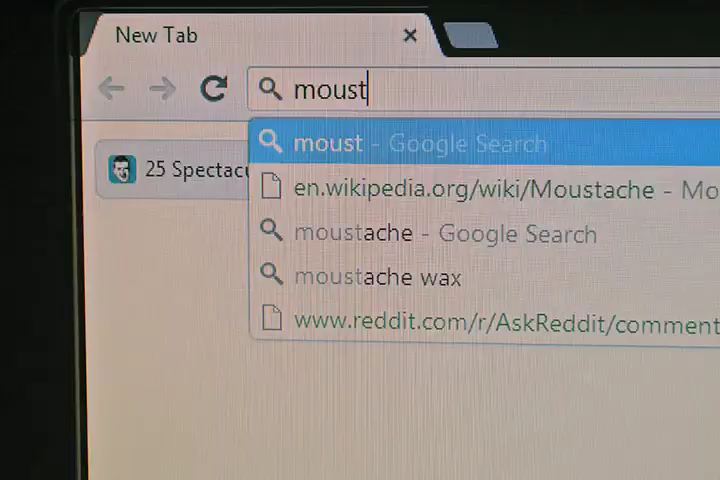 New Tab
moust
moust - Google Search
25 Spectacu
en.wikipedia.org/wiki/Moustache - Mo
moustache - Google Search
moustache wax
www.reddit.com/r/AskReddit/comment